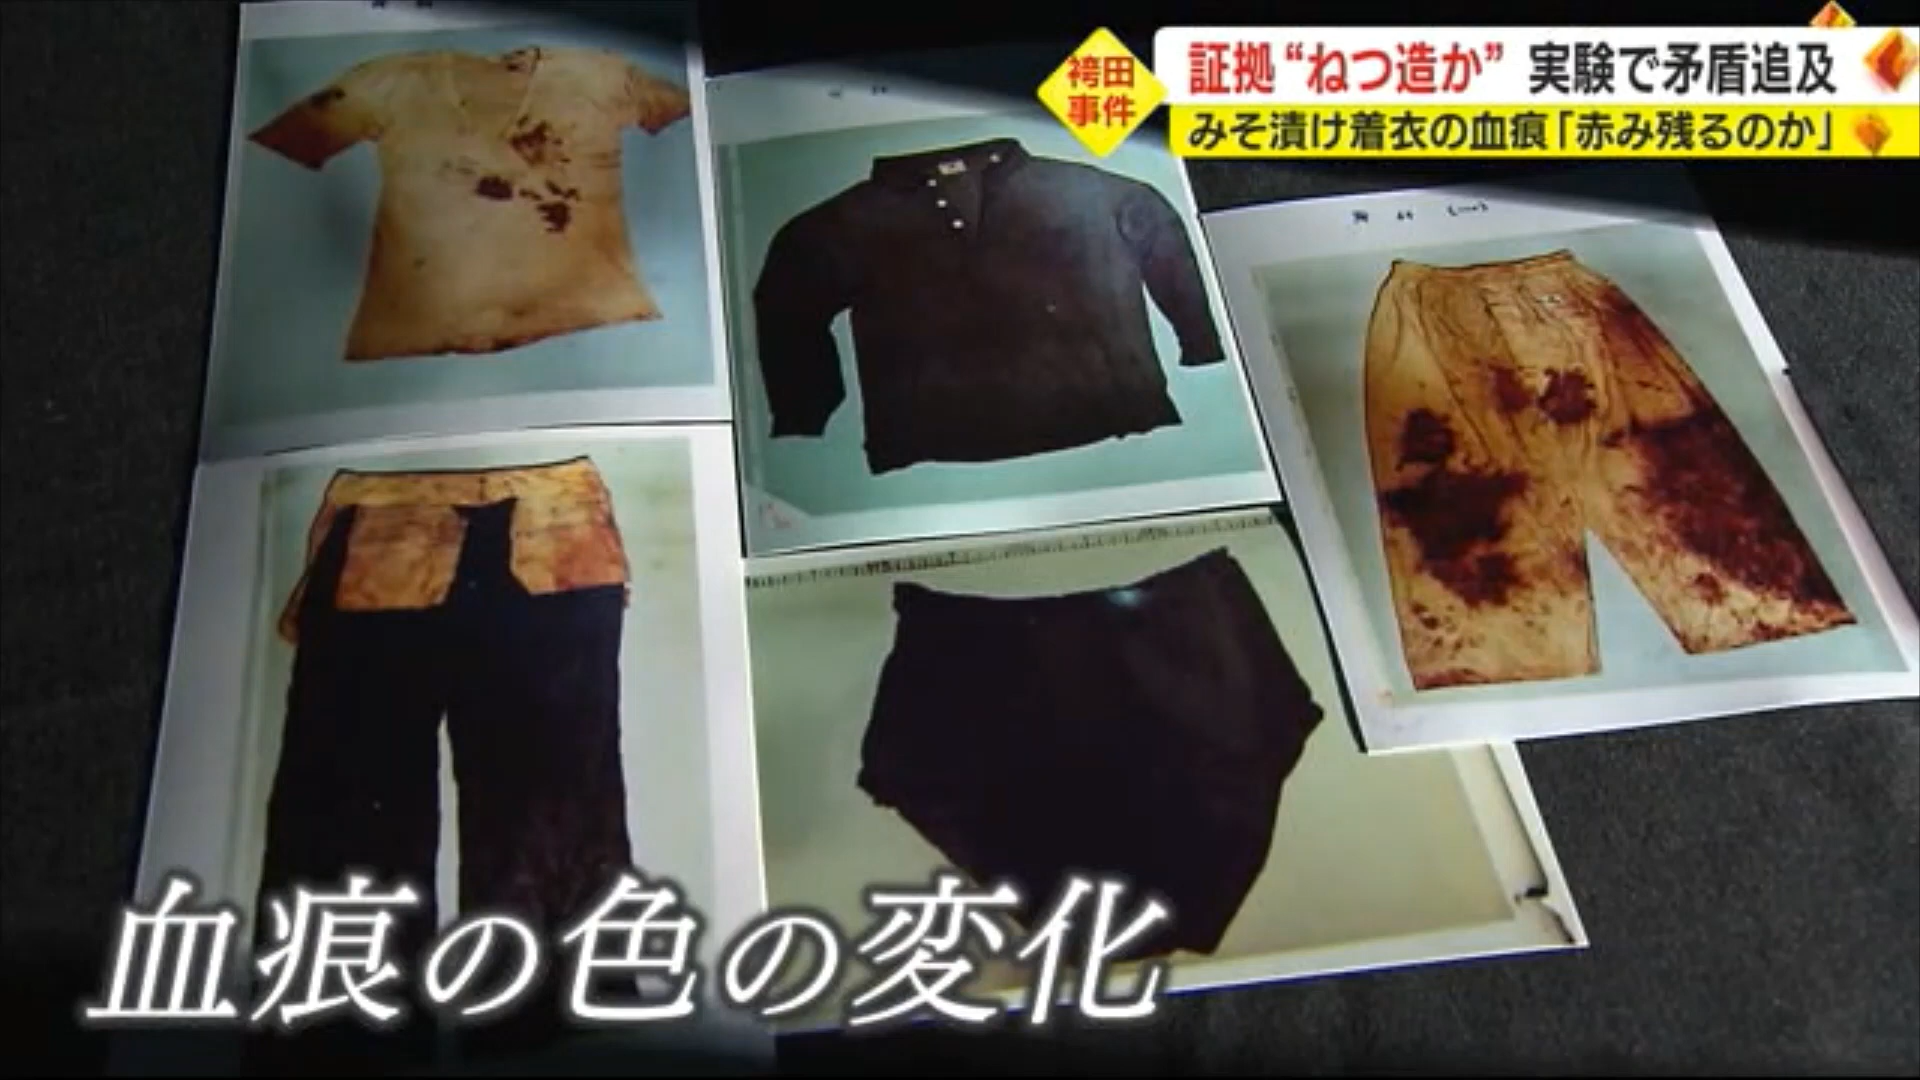 袴田
事件
証拠“ねつ造か” 実験で矛盾追及
みそ漬け着衣の血痕「赤み残るのか」
血痕の色の変化